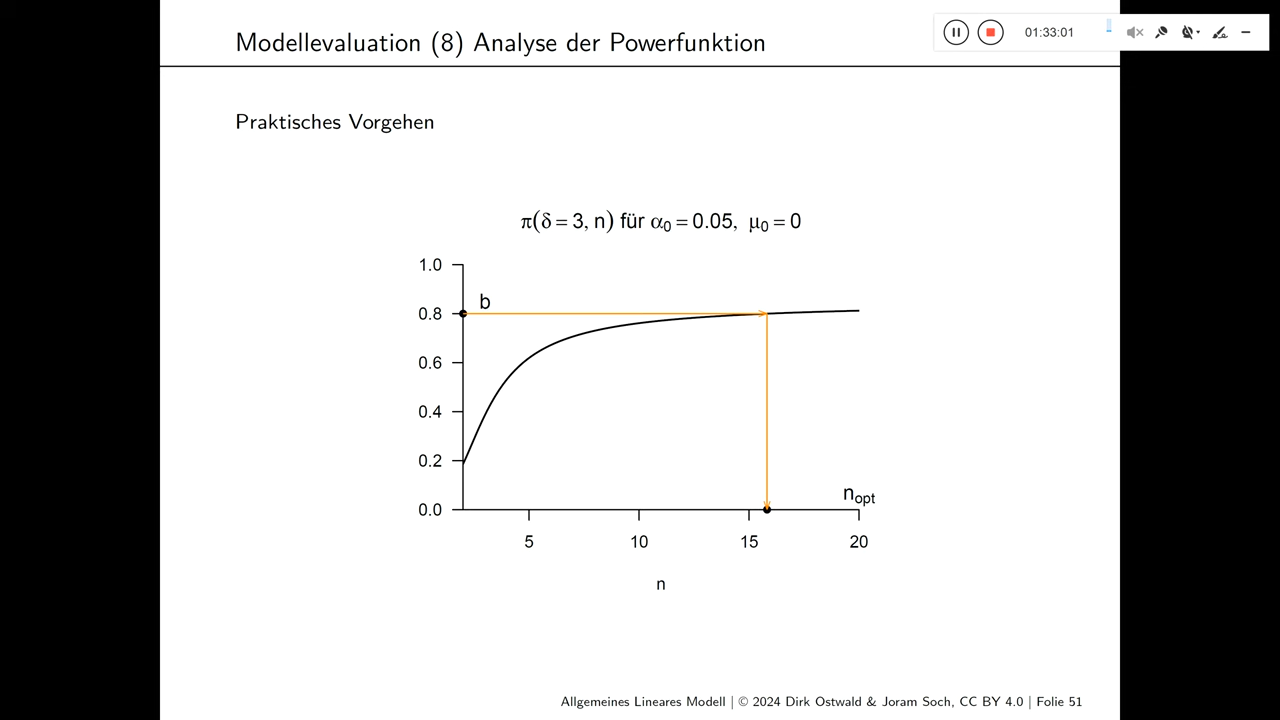 Modellevaluation (8) Analyse der Powerfunktion
01:33:01
Praktisches Vorgehen
π(δ = 3, n) für α₀ = 0.05, μ₀ = 0
1.0
b
0.8
0.6
0.4
0.2
0.0
n_opt
5 10 15 20
n
Allgemeines Lineares Modell | © 2024 Dirk Ostwald & Joram Soch, CC BY 4.0 | Folie 51